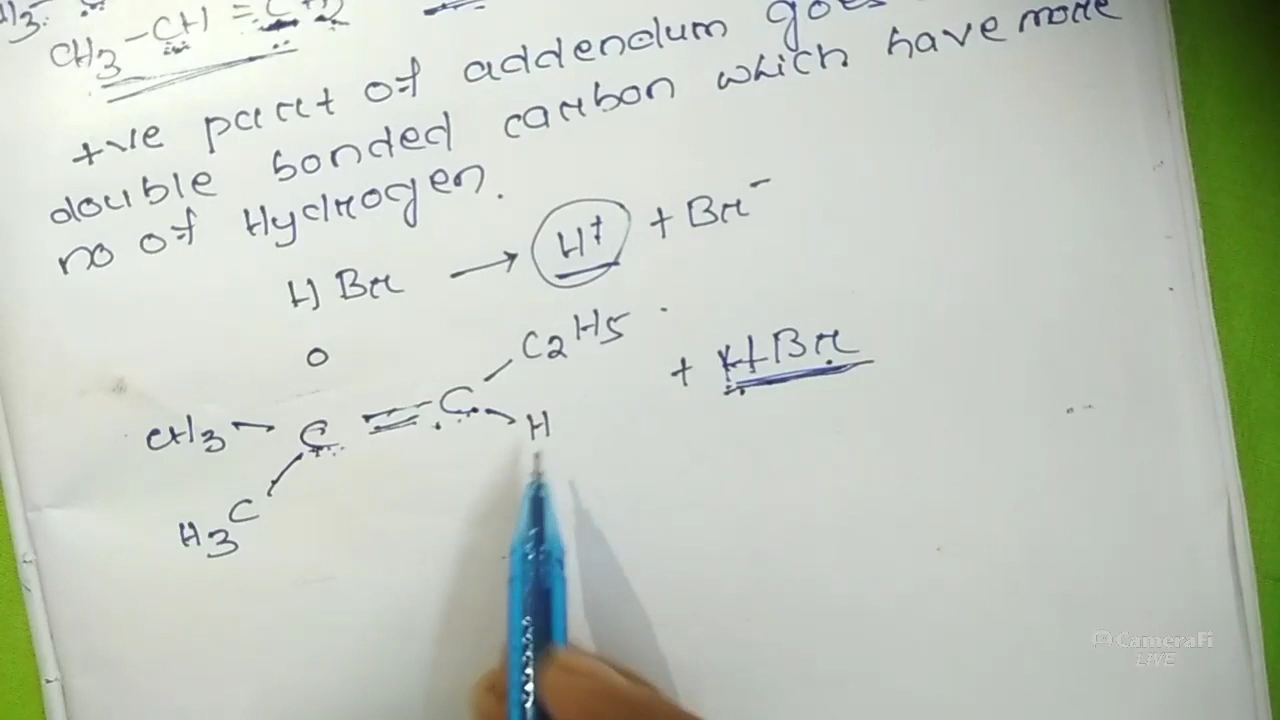 CH3 - CH = CH2
+ve part of addendum goes
double bonded carbon which have more
no of Hydrogen.
HBr → H+ + Br-
C2H5
+ HBr
CH3 - C = C
H
H3C
CameraFi
LIVE